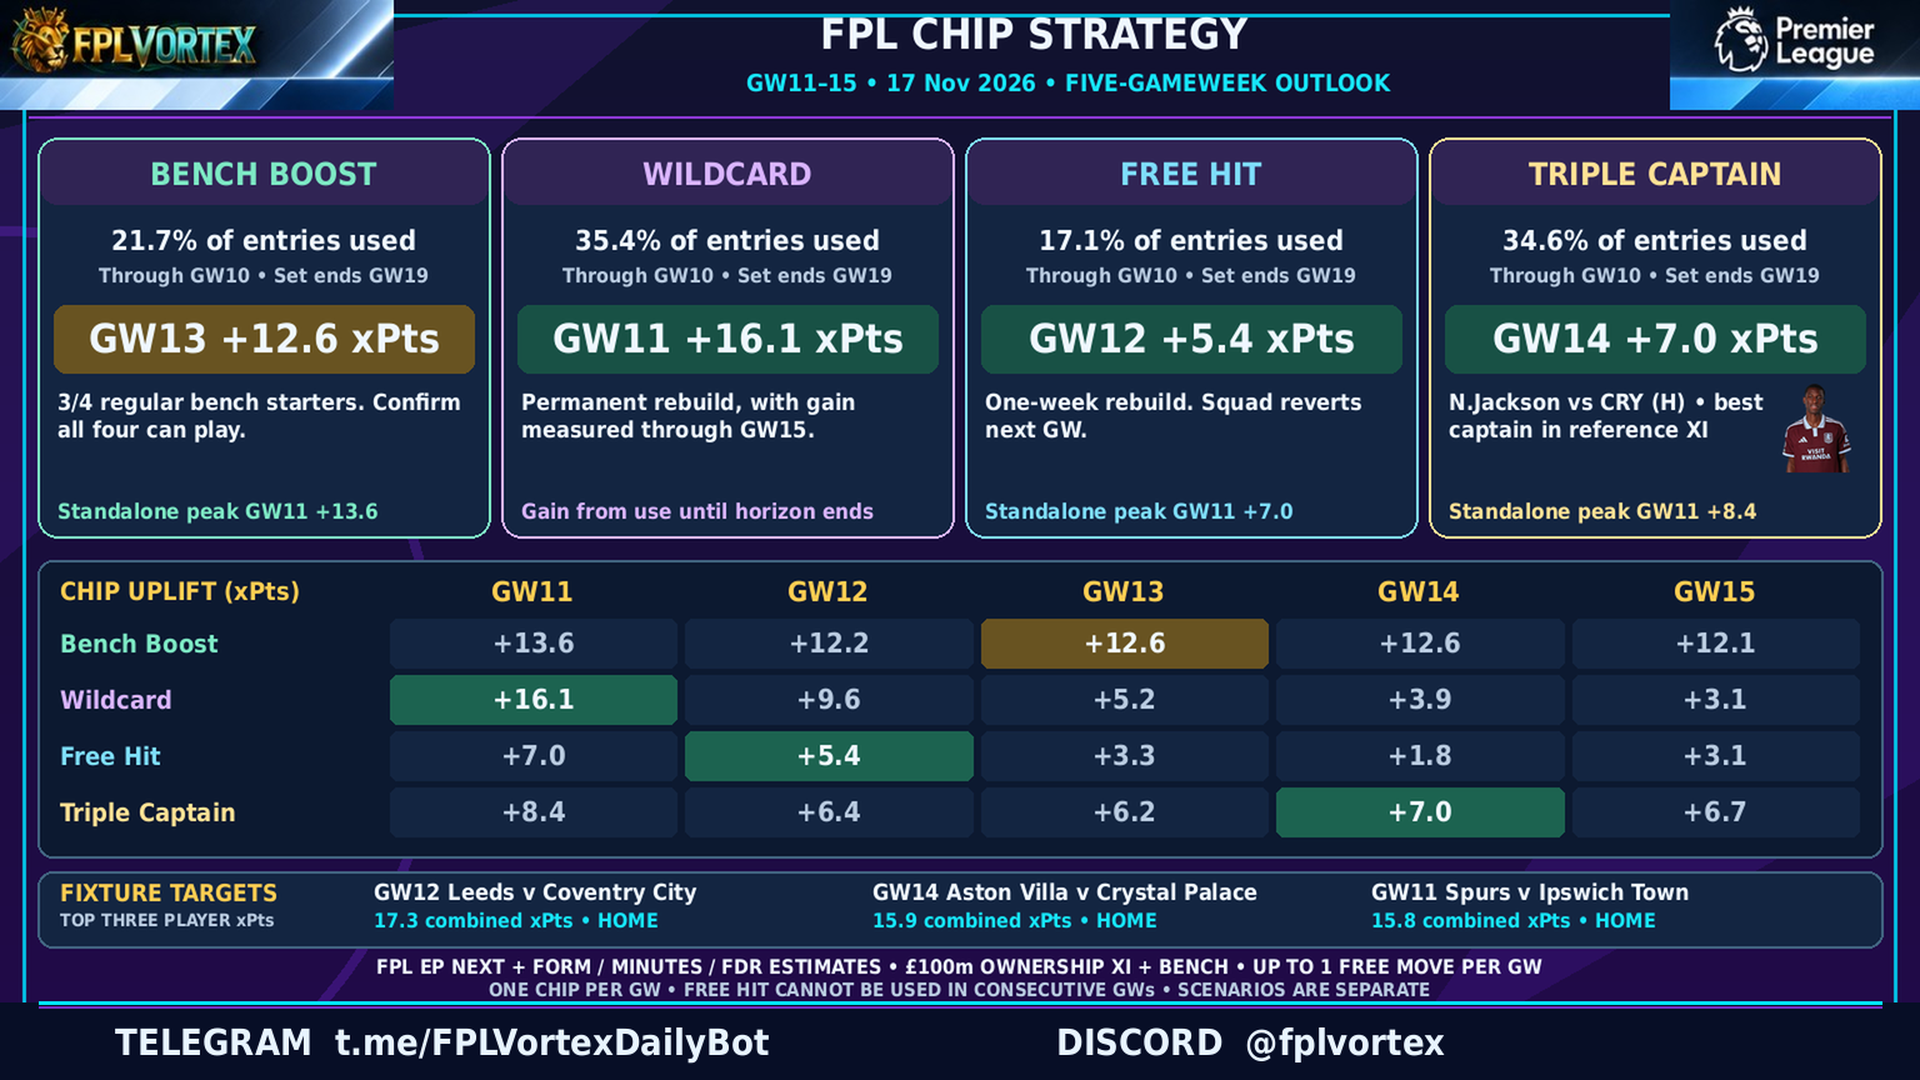 FPLVORTEX
FPL CHIP STRATEGY
GW11–15 • 17 Nov 2026 • FIVE-GAMEWEEK OUTLOOK
Premier
League
BENCH BOOST
21.7% of entries used
Through GW10 • Set ends GW19
GW13 +12.6 xPts
3/4 regular bench starters. Confirm
all four can play.
Standalone peak GW11 +13.6
WILDCARD
35.4% of entries used
Through GW10 • Set ends GW19
GW11 +16.1 xPts
Permanent rebuild, with gain
measured through GW15.
Gain from use until horizon ends
FREE HIT
17.1% of entries used
Through GW10 • Set ends GW19
GW12 +5.4 xPts
One-week rebuild. Squad reverts
next GW.
Standalone peak GW11 +7.0
TRIPLE CAPTAIN
34.6% of entries used
Through GW10 • Set ends GW19
GW14 +7.0 xPts
N.Jackson vs CRY (H) • best
captain in reference XI
VISIT
RWANDA
Standalone peak GW11 +8.4
CHIP UPLIFT (xPts) GW11 GW12 GW13 GW14 GW15
Bench Boost +13.6 +12.2 +12.6 +12.6 +12.1
Wildcard +16.1 +9.6 +5.2 +3.9 +3.1
Free Hit +7.0 +5.4 +3.3 +1.8 +3.1
Triple Captain +8.4 +6.4 +6.2 +7.0 +6.7
FIXTURE TARGETS
TOP THREE PLAYER xPts
GW12 Leeds v Coventry City
17.3 combined xPts • HOME
GW14 Aston Villa v Crystal Palace
15.9 combined xPts • HOME
GW11 Spurs v Ipswich Town
15.8 combined xPts • HOME
FPL EP NEXT + FORM / MINUTES / FDR ESTIMATES • £100m OWNERSHIP XI + BENCH • UP TO 1 FREE MOVE PER GW
ONE CHIP PER GW • FREE HIT CANNOT BE USED IN CONSECUTIVE GWs • SCENARIOS ARE SEPARATE
TELEGRAM t.me/FPLVortexDailyBot
DISCORD @fplvortex